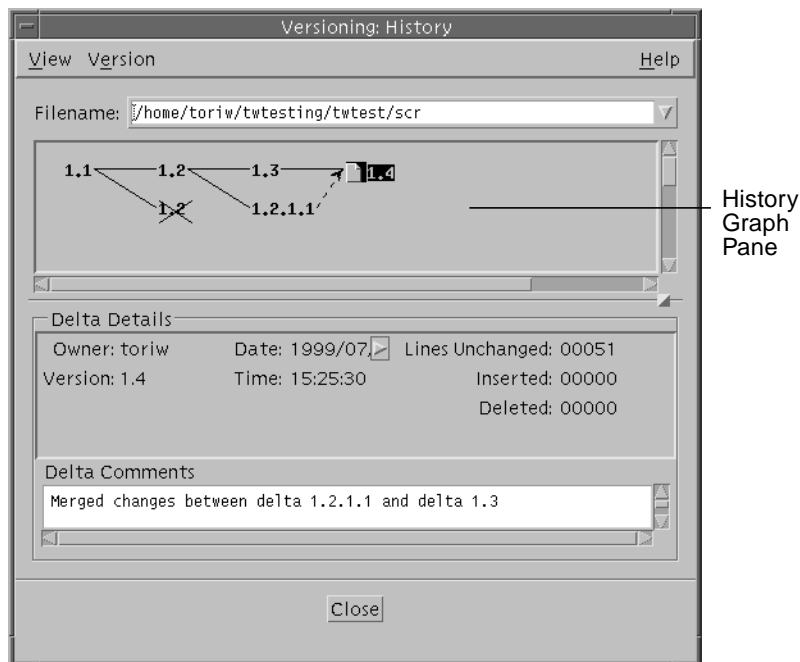 Versioning: History
View Version Help
Filename: /home/toriw/twtesting/twtest/scr
1.1 1.2 1.3 1.4
1.2 1.2.1.1
History
Graph
Pane
Delta Details
Owner: toriw Date: 1999/07/ Lines Unchanged: 00051
Version: 1.4 Time: 15:25:30 Inserted: 00000
Deleted: 00000
Delta Comments
Merged changes between delta 1.2.1.1 and delta 1.3
Close